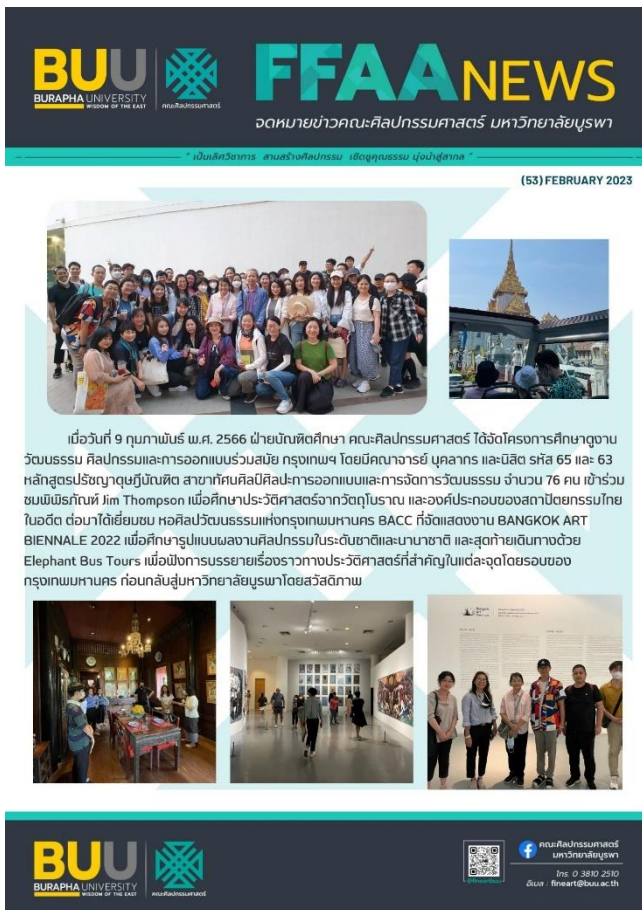 BUU
BURAPHA UNIVERSITY
WISDOM OF THE EAST
คณะศิลปกรรมศาสตร์
FFAANEWS
จดหมายข่าวคณะศิลปกรรมศาสตร์ มหาวิทยาลัยบูรพา
" เป็นเลิศวิชาการ สานสร้างศิลปกรรม เชิดชูคุณธรรม มุ่งนำสู่สากล "
(53) FEBRUARY 2023
เมื่อวันที่ 9 กุมภาพันธ์ พ.ศ. 2566 ฝ่ายบัณฑิตศึกษา คณะศิลปกรรมศาสตร์ ได้จัดโครงการศึกษาดูงาน
วัฒนธรรม ศิลปกรรมและการออกแบบร่วมสมัย กรุงเทพฯ โดยมีคณาจารย์ บุคลากร และนิสิต รหัส 65 และ 63
หลักสูตรปรัชญาดุษฎีบัณฑิต สาขาทัศนศิลป์ศิลปะการออกแบบและการจัดการวัฒนธรรม จำนวน 76 คน เข้าร่วม
ชมพิพิธภัณฑ์ Jim Thompson เพื่อศึกษาประวัติศาสตร์จากวัตถุโบราณ และองค์ประกอบของสถาปัตยกรรมไทย
ในอดีต ต่อมาได้เยี่ยมชม หอศิลปวัฒนธรรมแห่งกรุงเทพมหานคร BACC ที่จัดแสดงงาน BANGKOK ART
BIENNALE 2022 เพื่อศึกษารูปแบบผลงานศิลปกรรมในระดับชาติและนานาชาติ และสุดท้ายเดินทางด้วย
Elephant Bus Tours เพื่อฟังการบรรยายเรื่องราวทางประวัติศาสตร์ที่สำคัญในแต่ละจุดโดยรอบของ
กรุงเทพมหานคร ก่อนกลับสู่มหาวิทยาลัยบูรพาโดยสวัสดิภาพ
BUU
BURAPHA UNIVERSITY
WISDOM OF THE EAST
คณะศิลปกรรมศาสตร์
@fineartbuu
คณะศิลปกรรมศาสตร์
มหาวิทยาลัยบูรพา
โทร. 0 3810 2510
อีเมล : fineart@buu.ac.th